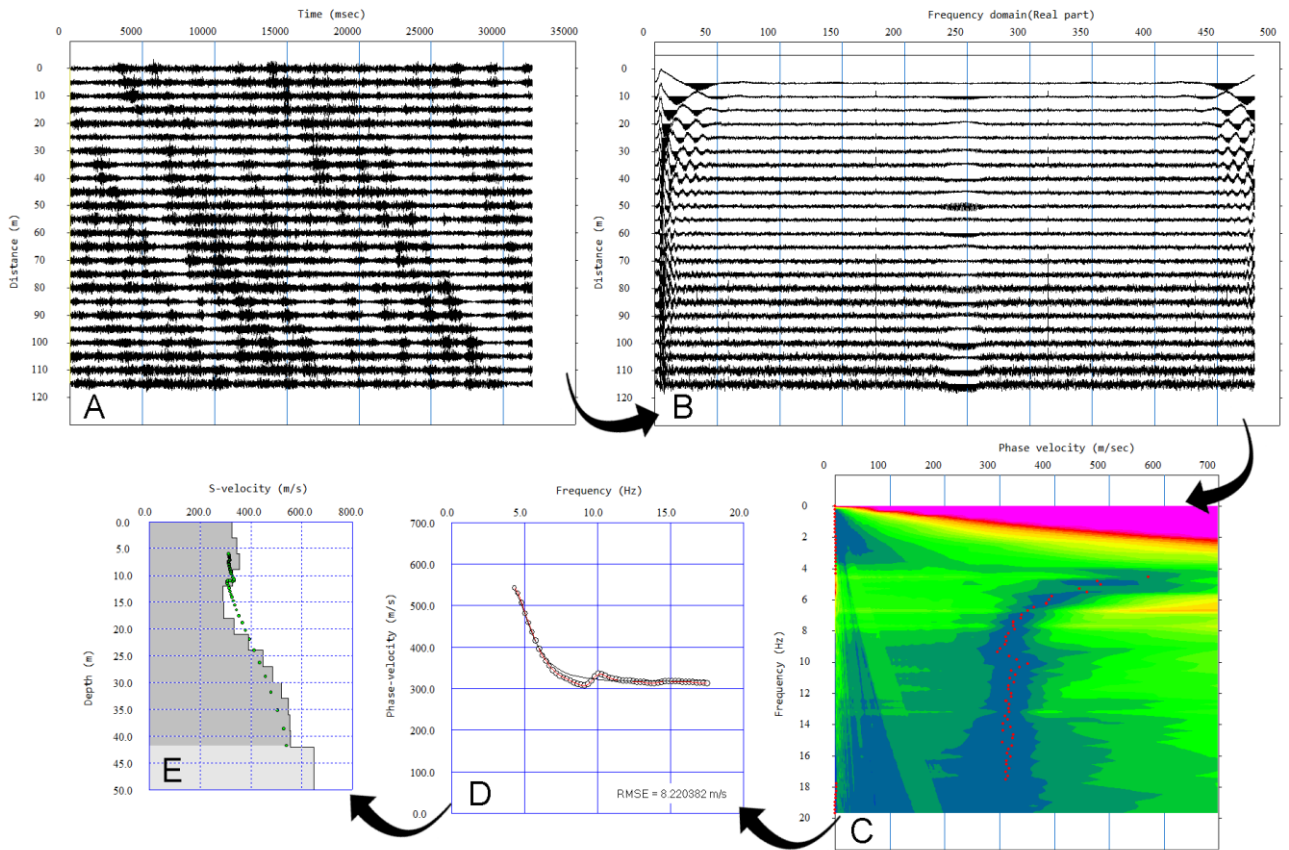 Time (msec)
0 5000 10000 15000 20000 25000 30000 35000
Distance (m)
0
10
20
30
40
50
60
70
80
90
100
110
120
A
Frequency domain(Real part)
0 50 100 150 200 250 300 350 400 450 500
Distance (m)
0
10
20
30
40
50
60
70
80
90
100
110
120
B
S-velocity (m/s)
0.0 200.0 400.0 600.0 800.0
Depth (m)
0.0
5.0
10.0
15.0
20.0
25.0
30.0
35.0
40.0
45.0
50.0
E
Frequency (Hz)
0.0 5.0 10.0 15.0 20.0
Phase-velocity (m/s)
700.0
600.0
500.0
400.0
300.0
200.0
100.0
0.0
RMSE = 8.220382 m/s
D
Phase velocity (m/sec)
0 100 200 300 400 500 600 700
Frequency (Hz)
0
2
4
6
8
10
12
14
16
18
20
C